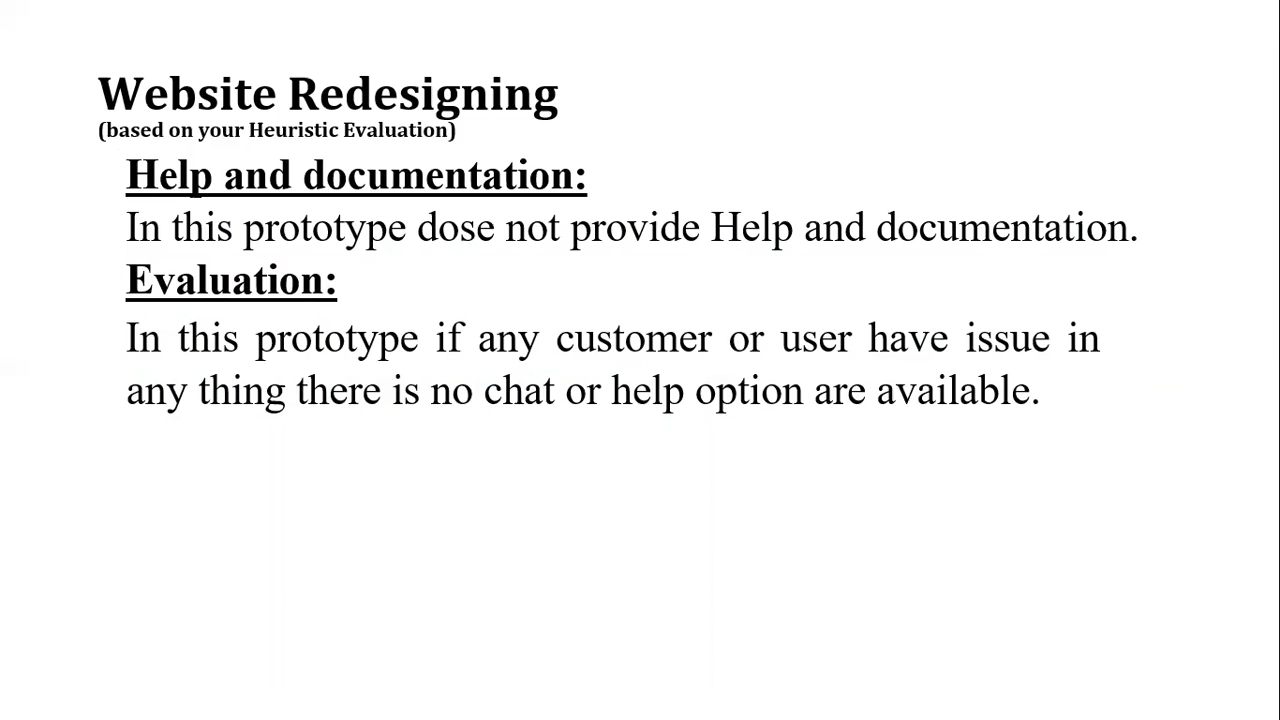 Website Redesigning
(based on your Heuristic Evaluation)
Help and documentation:
In this prototype dose not provide Help and documentation.
Evaluation:
In this prototype if any customer or user have issue in
any thing there is no chat or help option are available.